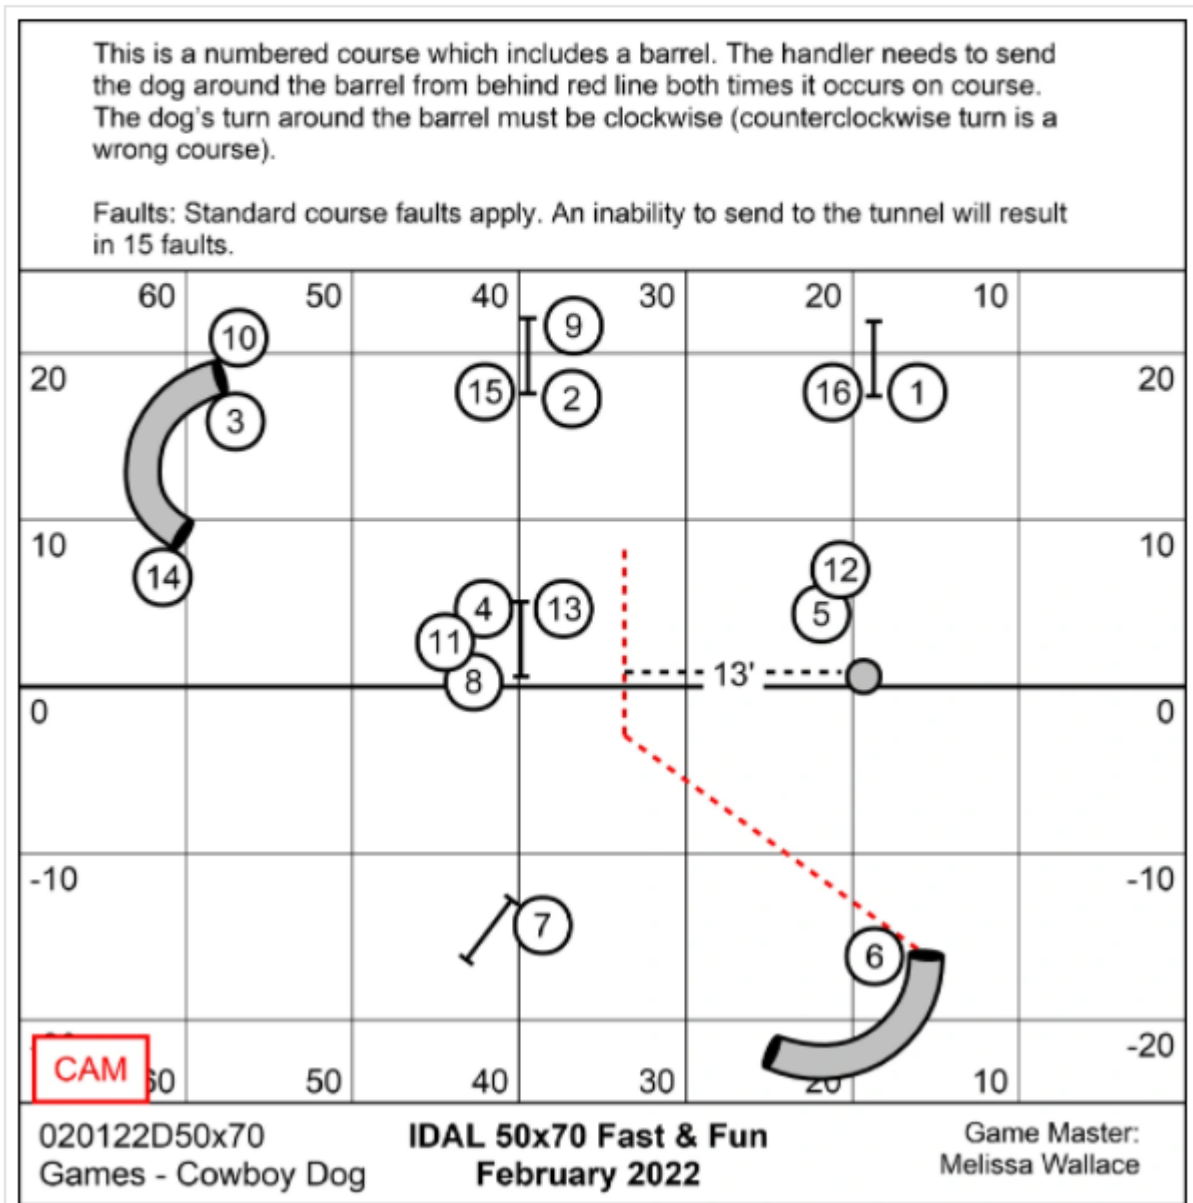 This is a numbered course which includes a barrel. The handler needs to send
the dog around the barrel from behind red line both times it occurs on course.
The dog's turn around the barrel must be clockwise (counterclockwise turn is a
wrong course).
Faults: Standard course faults apply. An inability to send to the tunnel will result
in 15 faults.
60 50 40 30 20 10
10 9
20 15 2 16 1 20
3
10 10
12
14 4 13 5
11
8 13'
0 0
-10 -10
7
6
-20
CAM
60 50 40 30 20 10
020122D50x70 IDAL 50x70 Fast & Fun Game Master:
Games - Cowboy Dog February 2022 Melissa Wallace